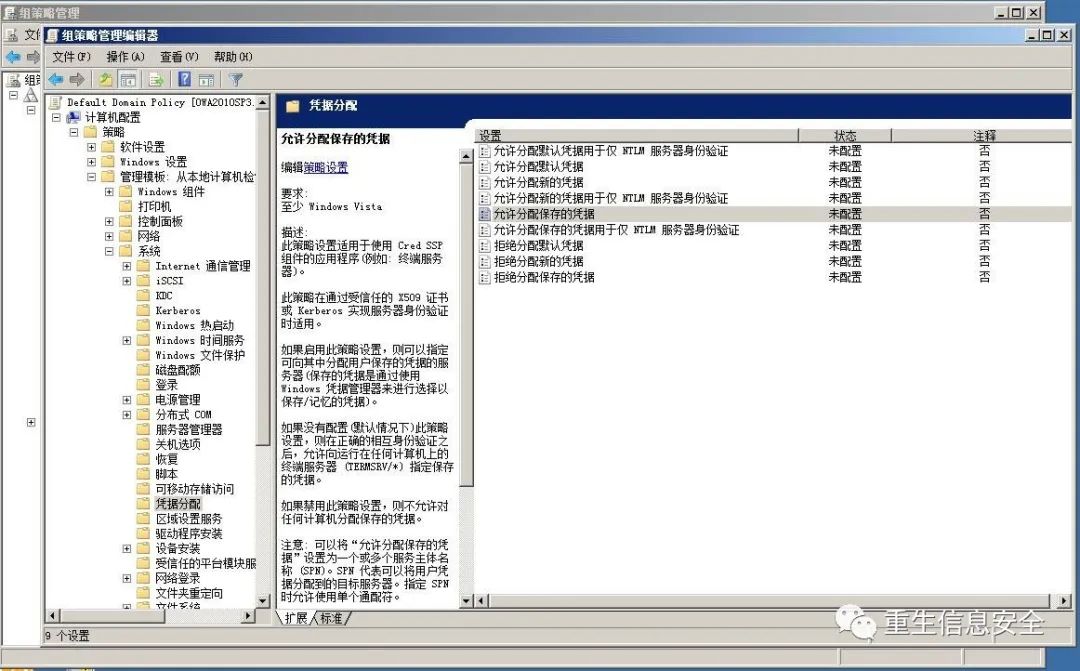 组策略管理
文件
组策略管理编辑器
文件(F) 操作(A) 查看(V) 帮助(H)
Default Domain Policy [OWA2010SP3.
计算机配置
策略
软件设置
Windows 设置
管理模板: 从本地计算机检
Windows 组件
打印机
控制面板
网络
系统
Internet 通信管理
iSCSI
KDC
Kerberos
Windows 热启动
Windows 时间服务
Windows 文件保护
磁盘配额
登录
电源管理
分布式 COM
服务器管理器
关机选项
恢复
脚本
可移动存储访问
凭据分配
区域设置服务
驱动程序安装
设备安装
受信任的平台模块服
网络登录
文件夹重定向
文件系统
凭据分配
允许分配保存的凭据
编辑策略设置
要求:
至少 Windows Vista
描述:
此策略设置适用于使用 Cred SSP
组件的应用程序(例如: 终端服务
器)。
此策略在通过受信任的 X509 证书
或 Kerberos 实现服务器身份验证
时适用。
如果启用此策略设置，则可以指定
可向其中分配用户保存的凭据的服
务器(保存的凭据是通过使用
Windows 凭据管理器来进行选择以
保存/记忆的凭据)。
如果没有配置(默认情况下)此策略
设置，则在正确的相互身份验证之
后，允许向运行在任何计算机上的
终端服务器 (TERMSRV/*) 指定保存
的凭据。
如果禁用此策略设置，则不允许对
任何计算机分配保存的凭据。
注意: 可以将“允许分配保存的凭
据”设置为一个或多个服务主体名
称 (SPN)。SPN 代表可以将用户凭
据分配到的目标服务器。指定 SPN
时允许使用单个通配符。
设置 状态 注释
允许分配默认凭据用于仅 NTLM 服务器身份验证 未配置 否
允许分配默认凭据 未配置 否
允许分配新的凭据 未配置 否
允许分配新的凭据用于仅 NTLM 服务器身份验证 未配置 否
允许分配保存的凭据 未配置 否
允许分配保存的凭据用于仅 NTLM 服务器身份验证 未配置 否
拒绝分配默认凭据 未配置 否
拒绝分配新的凭据 未配置 否
拒绝分配保存的凭据 未配置 否
扩展 标准
9 个设置
重生信息安全